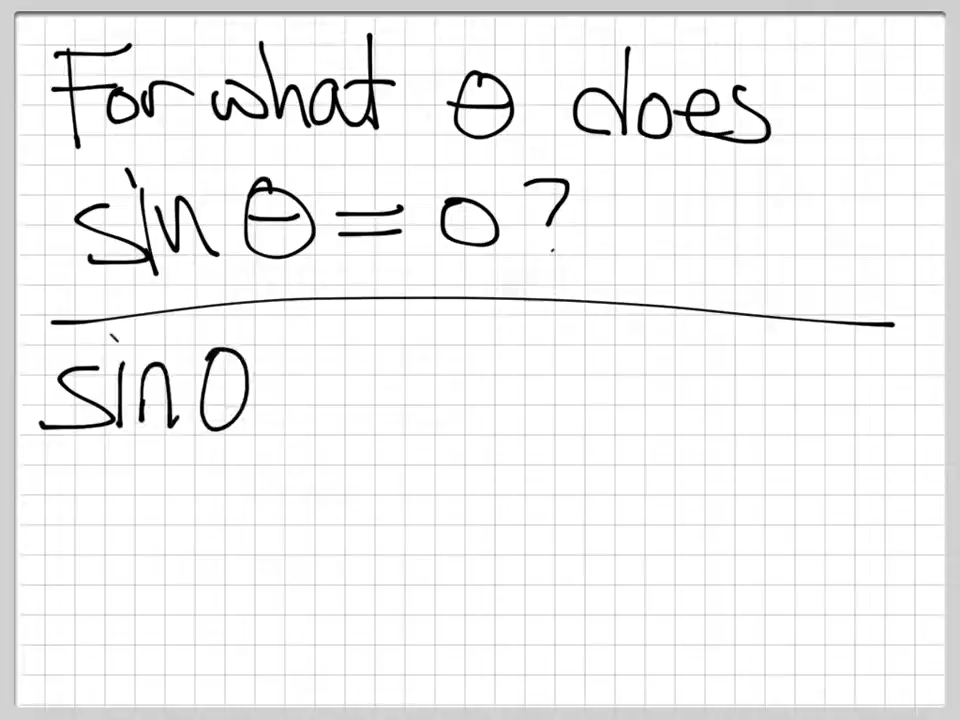 For what θ does
sin θ = 0?
sin 0